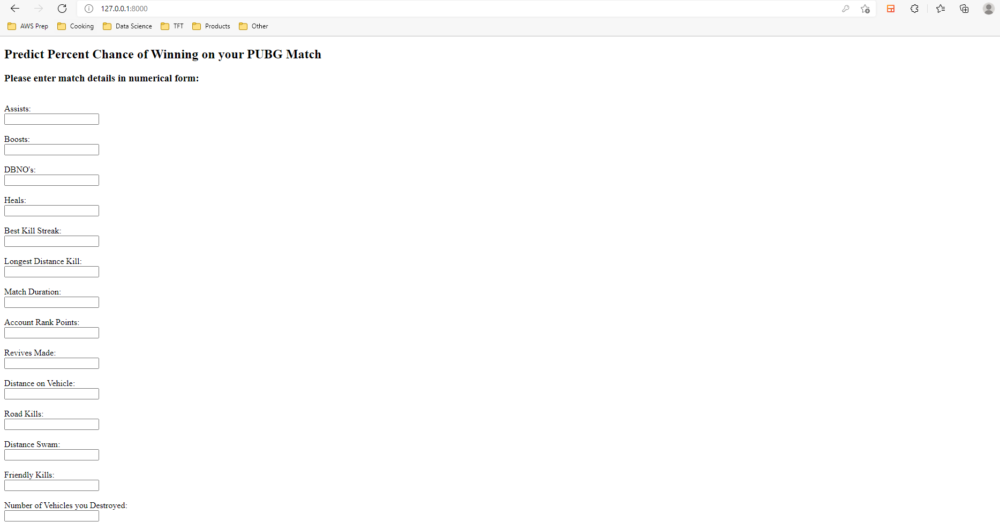 127.0.0.1:8000
AWS Prep Cooking Data Science TFT Products Other
Predict Percent Chance of Winning on your PUBG Match
Please enter match details in numerical form:
Assists:
Boosts:
DBNO's:
Heals:
Best Kill Streak:
Longest Distance Kill:
Match Duration:
Account Rank Points:
Revives Made:
Distance on Vehicle:
Road Kills:
Distance Swam:
Friendly Kills:
Number of Vehicles you Destroyed: